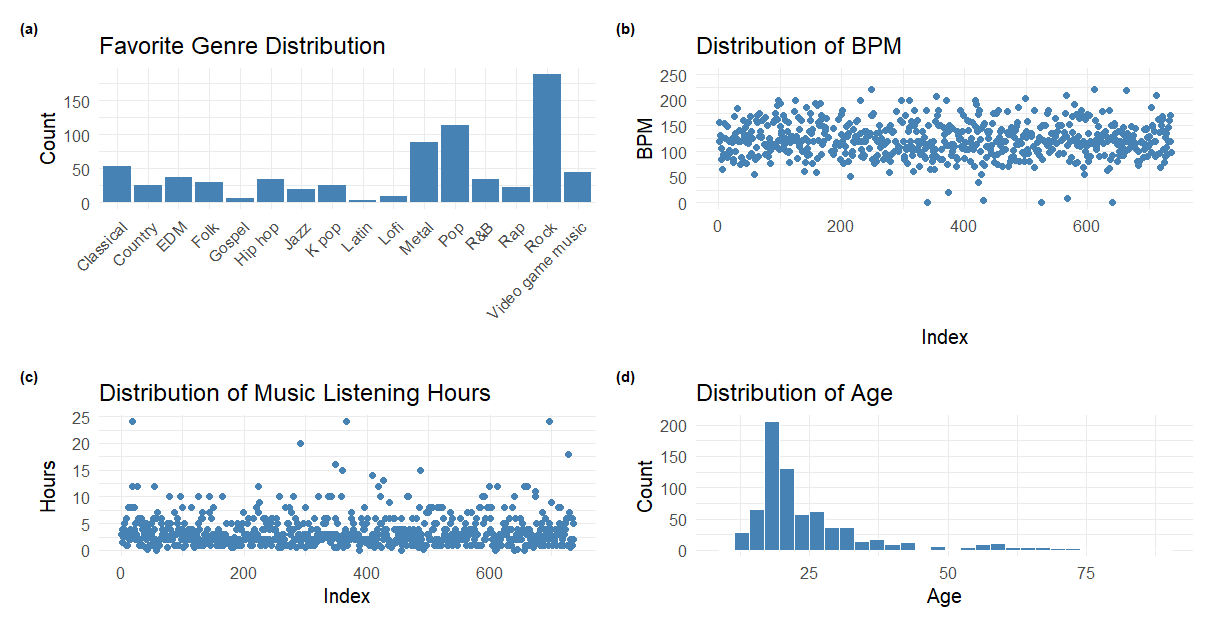 (a)
Favorite Genre Distribution
Count
150
100
50
0
Classical
Country
EDM
Folk
Gospel
Hip hop
Jazz
K pop
Latin
Lofi
Metal
Pop
R&B
Rap
Rock
Video game music
(b)
Distribution of BPM
BPM
250
200
150
100
50
0
0 200 400 600
Index
(c)
Distribution of Music Listening Hours
Hours
25
20
15
10
5
0
0 200 400 600
Index
(d)
Distribution of Age
Count
200
150
100
50
0
25 50 75
Age